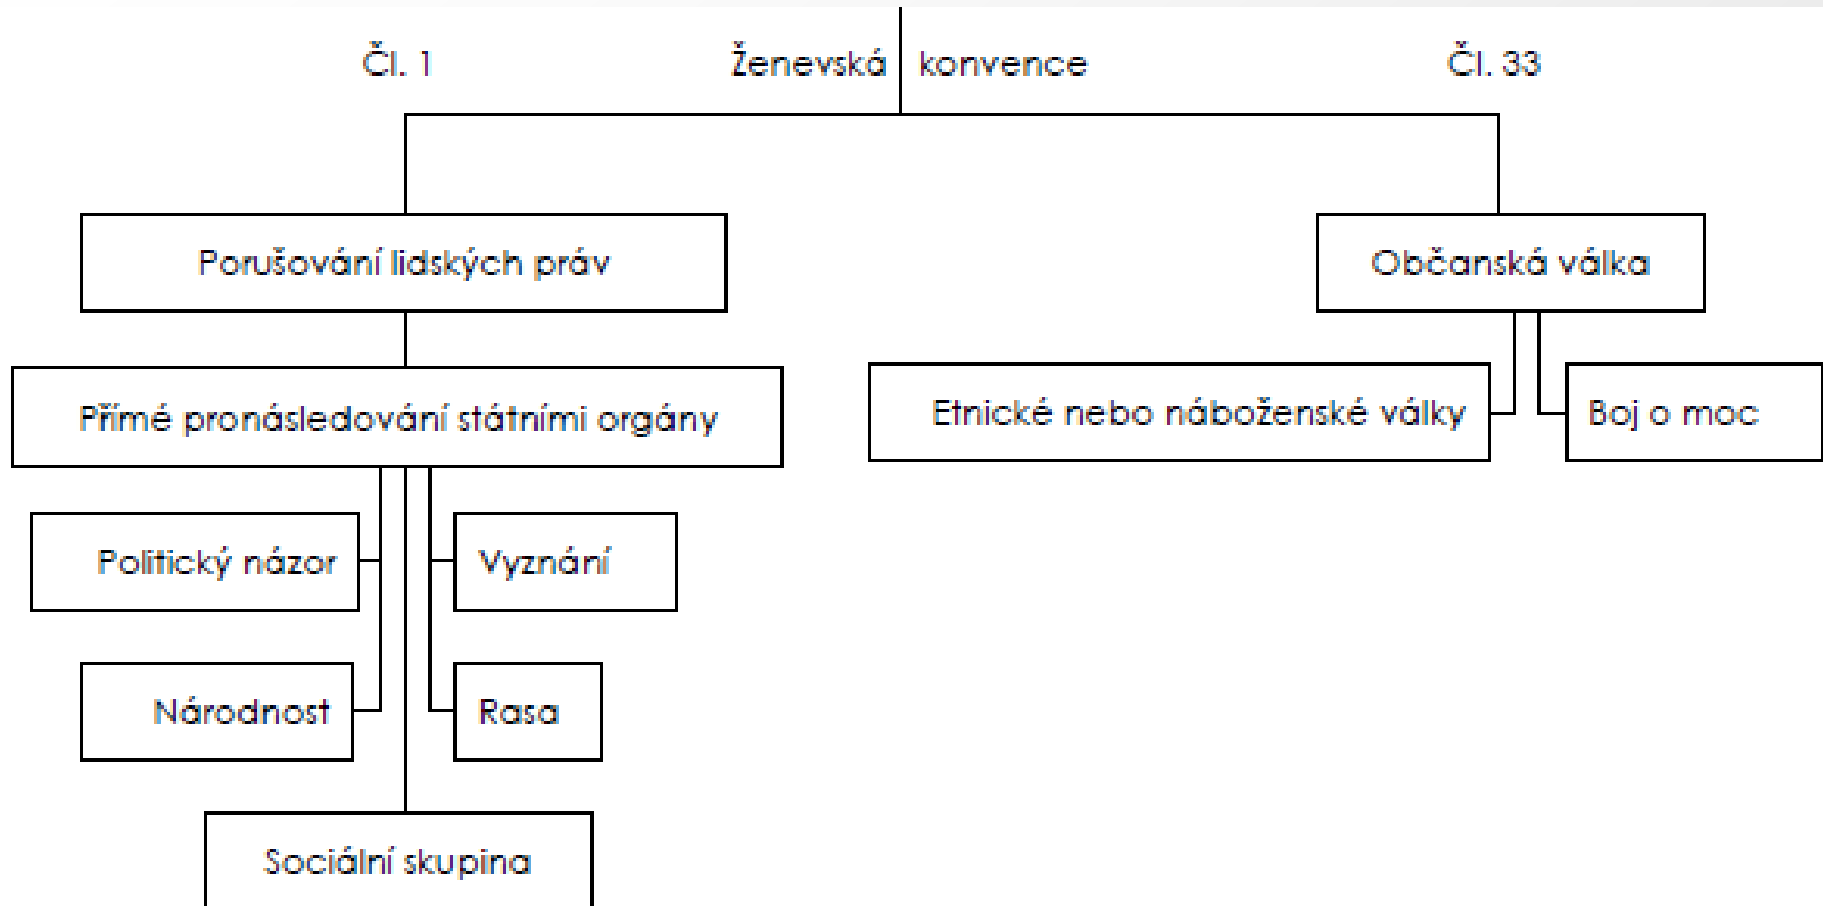 Čl. 1
Ženevská konvence
Čl. 33
Porušování lidských práv
Občanská válka
Přímé pronásledování státními orgány
Etnické nebo náboženské války
Boj o moc
Politický názor
Vyznání
Národnost
Rasa
Sociální skupina